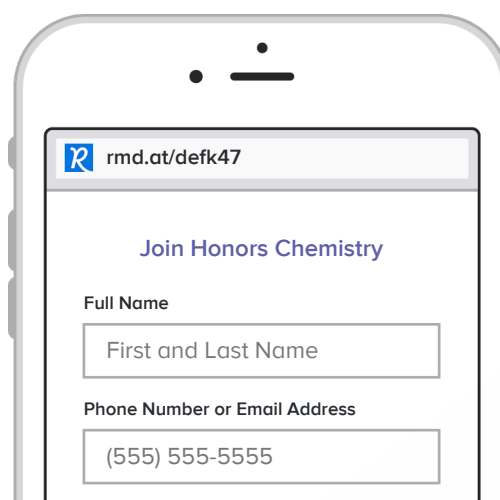 R rmd.at/defk47
Join Honors Chemistry
Full Name
First and Last Name
Phone Number or Email Address
(555) 555-5555